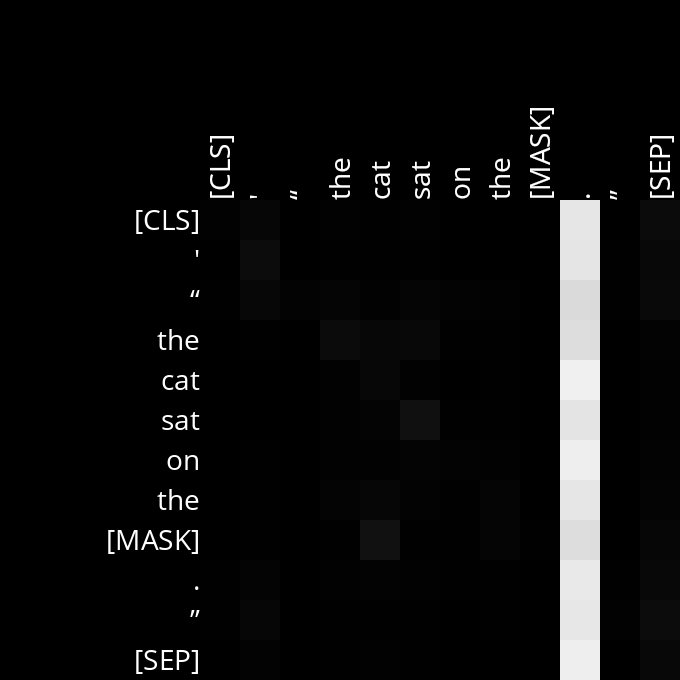 [CLS] ' “ the cat sat on the [MASK] . ” [SEP]
[CLS]
'
“
the
cat
sat
on
the
[MASK]
.
”
[SEP]